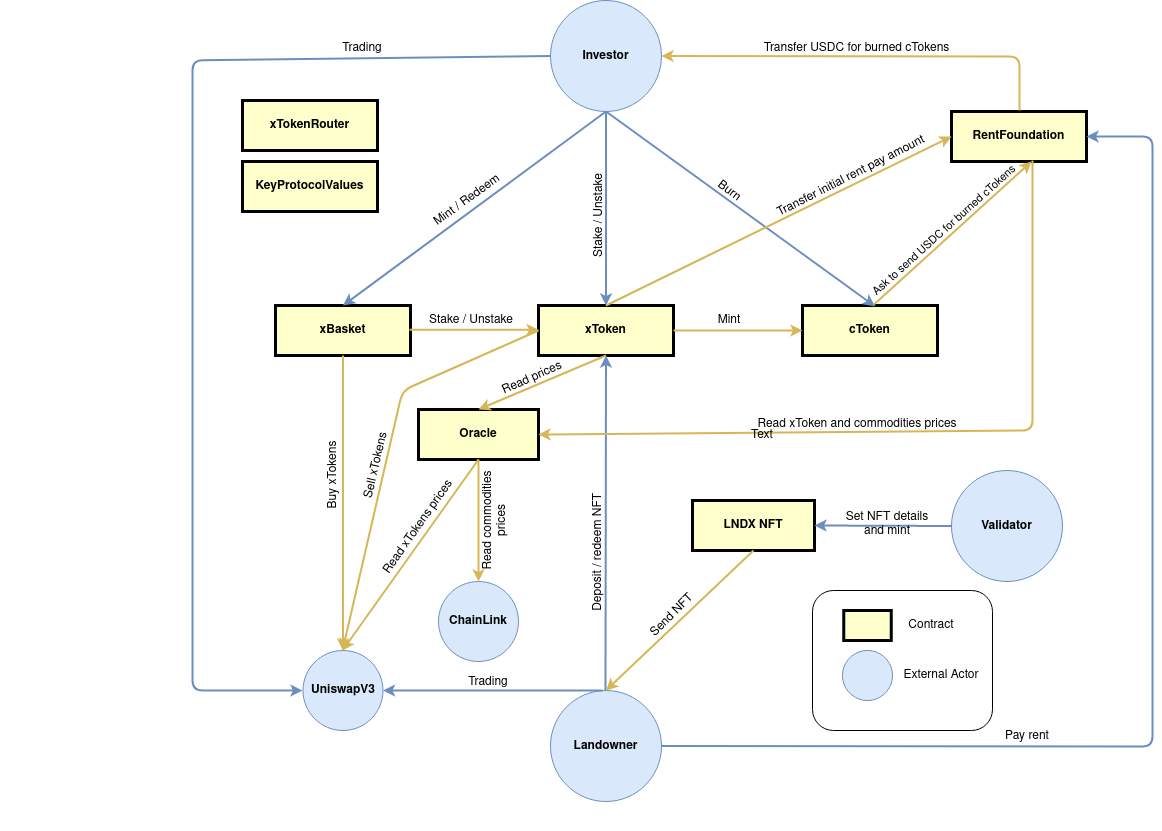 Investor
Trading
Transfer USDC for burned cTokens
xTokenRouter
RentFoundation
KeyProtocolValues
Mint / Redeem
Stake / Unstake
Burn
Transfer initial rent pay amount
Ask to send USDC for burned cTokens
xBasket
Stake / Unstake
xToken
Mint
cToken
Read prices
Oracle
Read xToken and commodities prices
Text
Buy xTokens
Sell xTokens
Read xTokens prices
Read commodities
prices
Deposit / redeem NFT
LNDX NFT
Set NFT details
and mint
Validator
Send NFT
ChainLink
Contract
External Actor
UniswapV3
Trading
Landowner
Pay rent